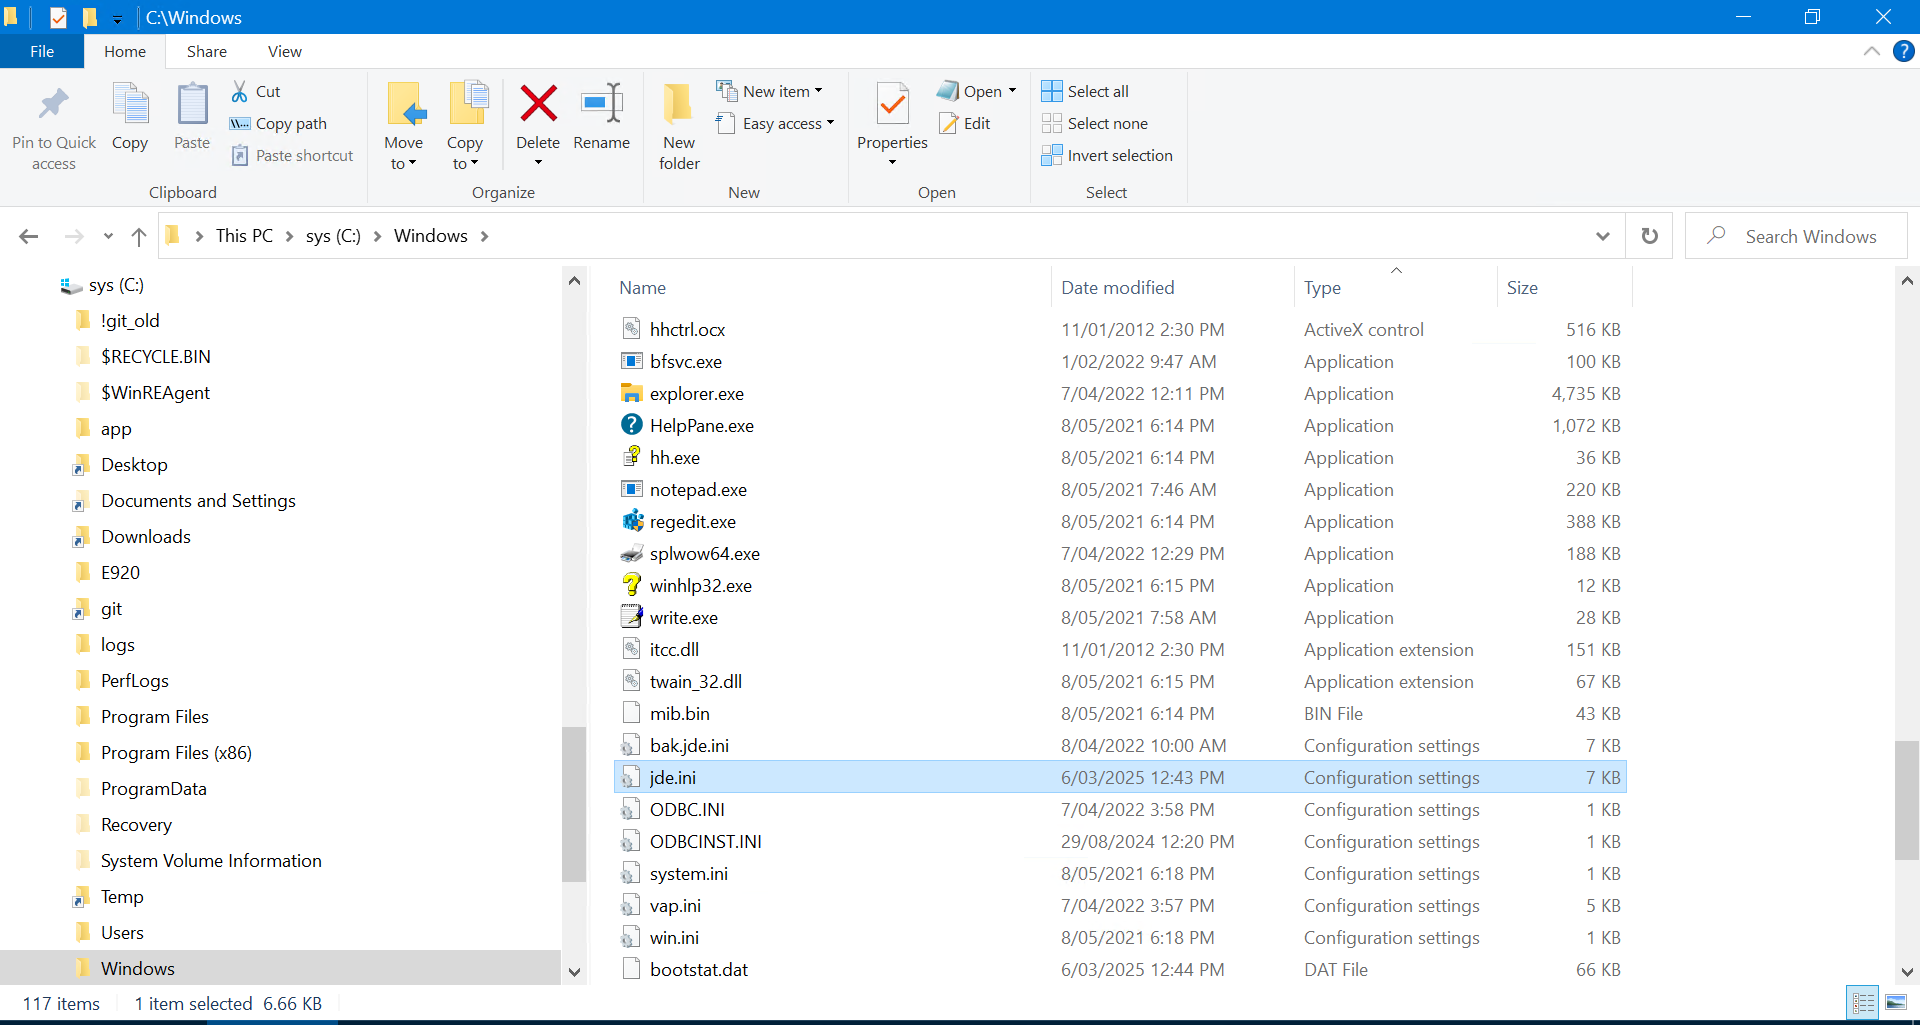 C:\Windows
File Home Share View
Pin to Quick access
Copy
Paste
Cut
Copy path
Paste shortcut
Clipboard
Move to
Copy to
Delete
Rename
Organize
New folder
New item
Easy access
New
Properties
Open
Edit
Open
Select all
Select none
Invert selection
Select
This PC sys (C:) Windows
Search Windows
sys (C:)
!git_old
$RECYCLE.BIN
$WinREAgent
app
Desktop
Documents and Settings
Downloads
E920
git
logs
PerfLogs
Program Files
Program Files (x86)
ProgramData
Recovery
System Volume Information
Temp
Users
Windows
Name Date modified Type Size
hhctrl.ocx 11/01/2012 2:30 PM ActiveX control 516 KB
bfsvc.exe 1/02/2022 9:47 AM Application 100 KB
explorer.exe 7/04/2022 12:11 PM Application 4,735 KB
HelpPane.exe 8/05/2021 6:14 PM Application 1,072 KB
hh.exe 8/05/2021 6:14 PM Application 36 KB
notepad.exe 8/05/2021 7:46 AM Application 220 KB
regedit.exe 8/05/2021 6:14 PM Application 388 KB
splwow64.exe 7/04/2022 12:29 PM Application 188 KB
winhlp32.exe 8/05/2021 6:15 PM Application 12 KB
write.exe 8/05/2021 7:58 AM Application 28 KB
itcc.dll 11/01/2012 2:30 PM Application extension 151 KB
twain_32.dll 8/05/2021 6:15 PM Application extension 67 KB
mib.bin 8/05/2021 6:14 PM BIN File 43 KB
bak.jde.ini 8/04/2022 10:00 AM Configuration settings 7 KB
jde.ini 6/03/2025 12:43 PM Configuration settings 7 KB
ODBC.INI 7/04/2022 3:58 PM Configuration settings 1 KB
ODBCINST.INI 29/08/2024 12:20 PM Configuration settings 1 KB
system.ini 8/05/2021 6:18 PM Configuration settings 1 KB
vap.ini 7/04/2022 3:57 PM Configuration settings 5 KB
win.ini 8/05/2021 6:18 PM Configuration settings 1 KB
bootstat.dat 6/03/2025 12:44 PM DAT File 66 KB
117 items 1 item selected 6.66 KB